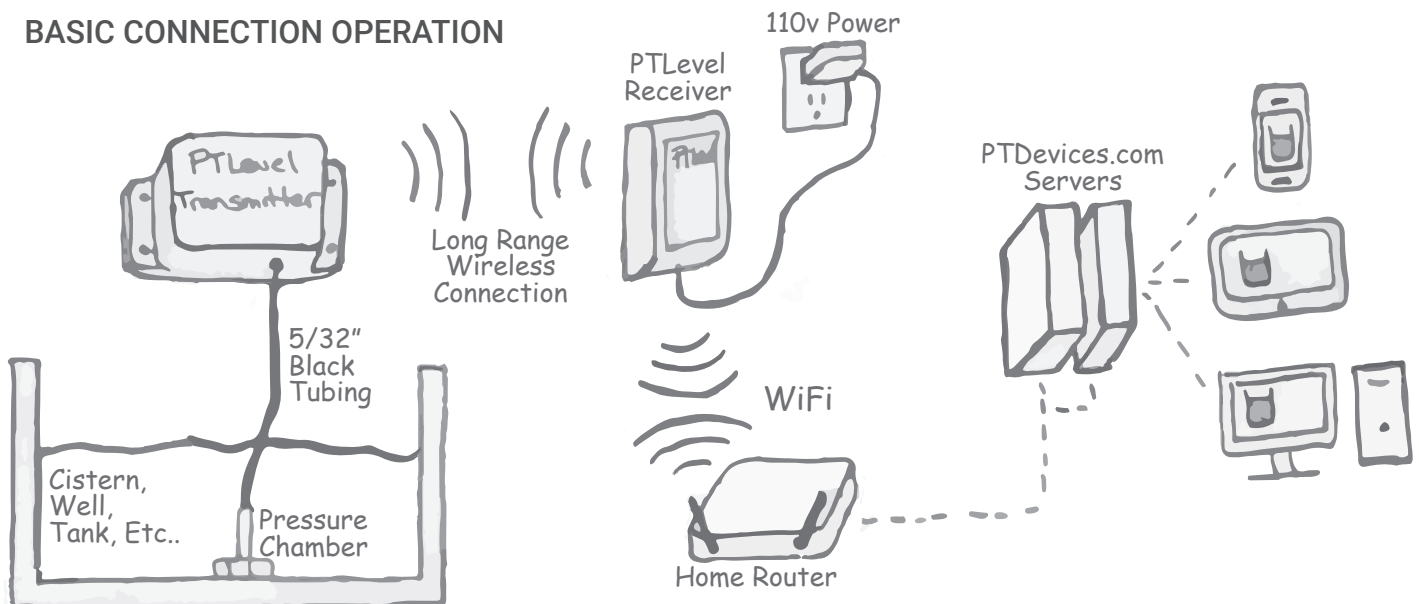 BASIC CONNECTION OPERATION
110v Power
PTLevel
Receiver
PTLevel
Transmitter
Long Range
Wireless
Connection
PTDevices.com
Servers
5/32"
Black
Tubing
WiFi
Cistern,
Well,
Tank, Etc..
Pressure
Chamber
Home Router